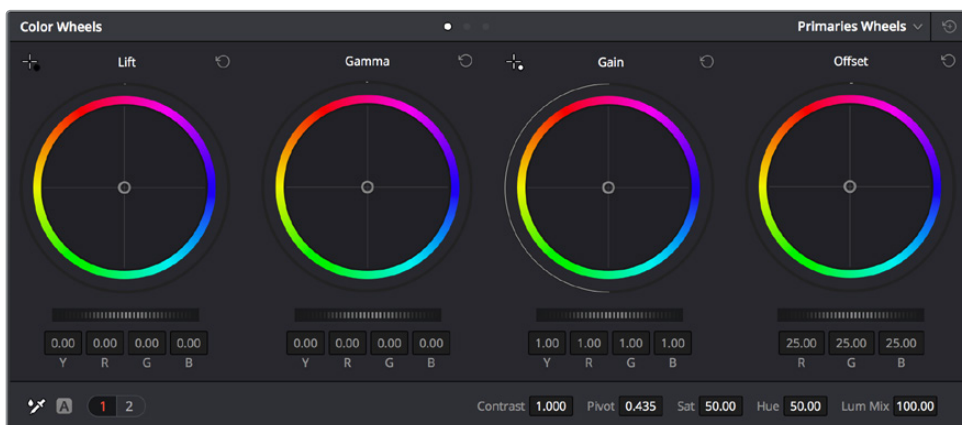 Color Wheels Primaries Wheels
Lift Gamma Gain Offset
0.00 0.00 0.00 0.00 0.00 0.00 0.00 0.00 1.00 1.00 1.00 1.00 25.00 25.00 25.00
Y R G B Y R G B Y R G B R G B
A 1 2 Contrast 1.000 Pivot 0.435 Sat 50.00 Hue 50.00 Lum Mix 100.00